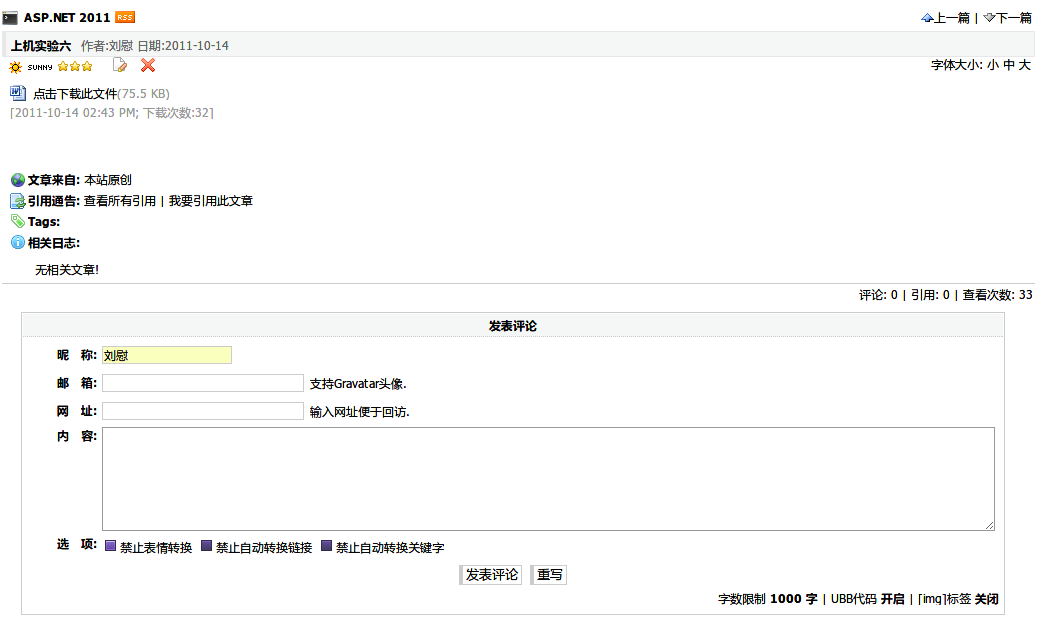 ASP.NET 2011 RSS 上一篇 | 下一篇
上机实验六 作者:刘慰 日期:2011-10-14
SUNNY 字体大小: 小 中 大
点击下载此文件(75.5 KB)
[2011-10-14 02:43 PM; 下载次数:32]
文章来自: 本站原创
引用通告: 查看所有引用 | 我要引用此文章
Tags:
相关日志:
无相关文章!
评论: 0 | 引用: 0 | 查看次数: 33
发表评论
昵 称: 刘慰
邮 箱: 支持Gravatar头像.
网 址: 输入网址便于回访.
内 容:
选 项: 禁止表情转换 禁止自动转换链接 禁止自动转换关键字
发表评论 重写
字数限制 1000 字 | UBB代码 开启 | [img]标签 关闭